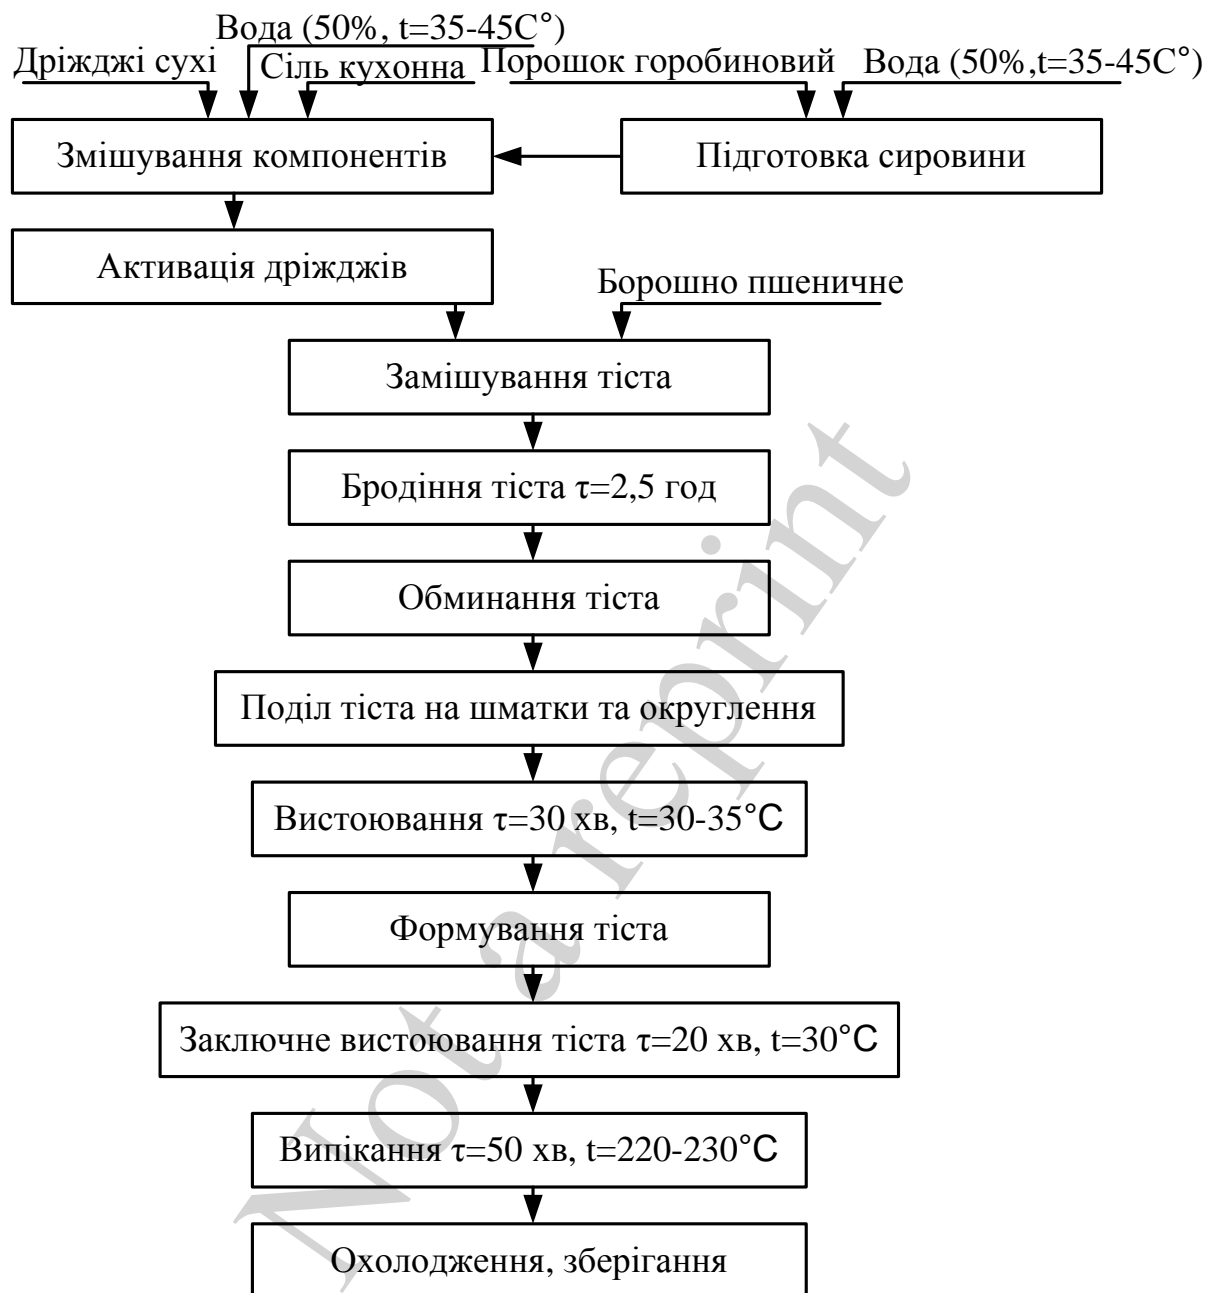 Вода (50%, t=35-45C°)
Дріжджі сухі
Сіль кухонна
Порошок горобиновий
Вода (50%,t=35-45C°)
Змішування компонентів
Підготовка сировини
Активація дріжджів
Борошно пшеничне
Замішування тіста
Бродіння тіста τ=2,5 год
Обминання тіста
Поділ тіста на шматки та округлення
Вистоювання τ=30 хв, t=30-35°C
Формування тіста
Заключне вистоювання тіста τ=20 хв, t=30°C
Випікання τ=50 хв, t=220-230°C
Охолодження, зберігання
Not a reprint